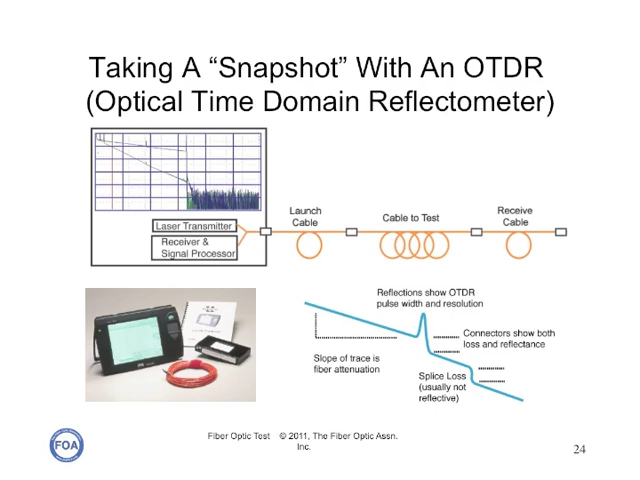 Taking A “Snapshot” With An OTDR
(Optical Time Domain Reflectometer)
Launch
Cable
Cable to Test
Receive
Cable
Laser Transmitter
Receiver &
Signal Processor
Reflections show OTDR
pulse width and resolution
Connectors show both
loss and reflectance
Slope of trace is
fiber attenuation
Splice Loss
(usually not
reflective)
FOA
Fiber Optic Test © 2011, The Fiber Optic Assn.
Inc.
24